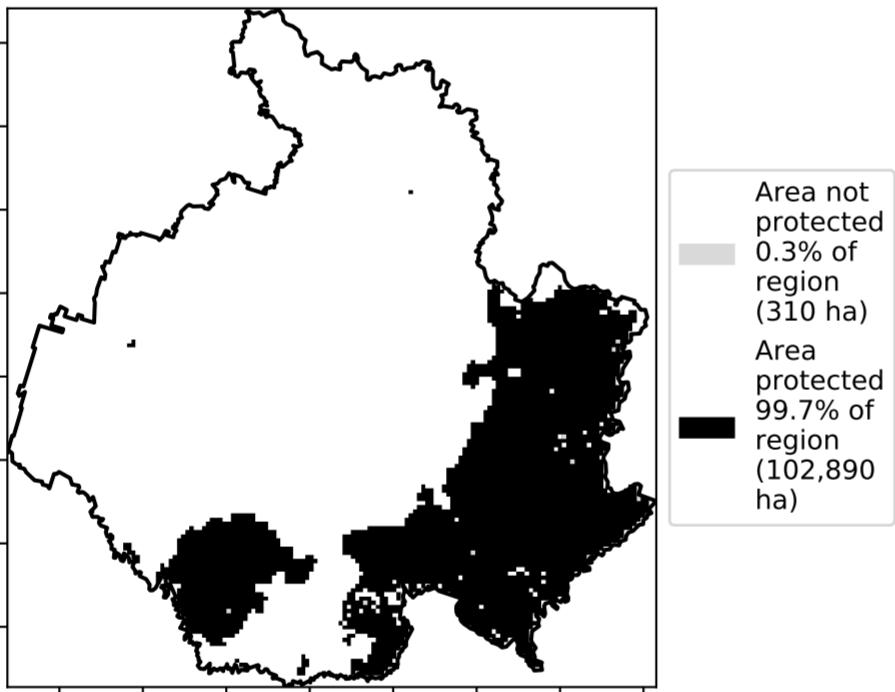 Area not
protected
0.3% of
region
(310 ha)
Area
protected
99.7% of
region
(102,890
ha)